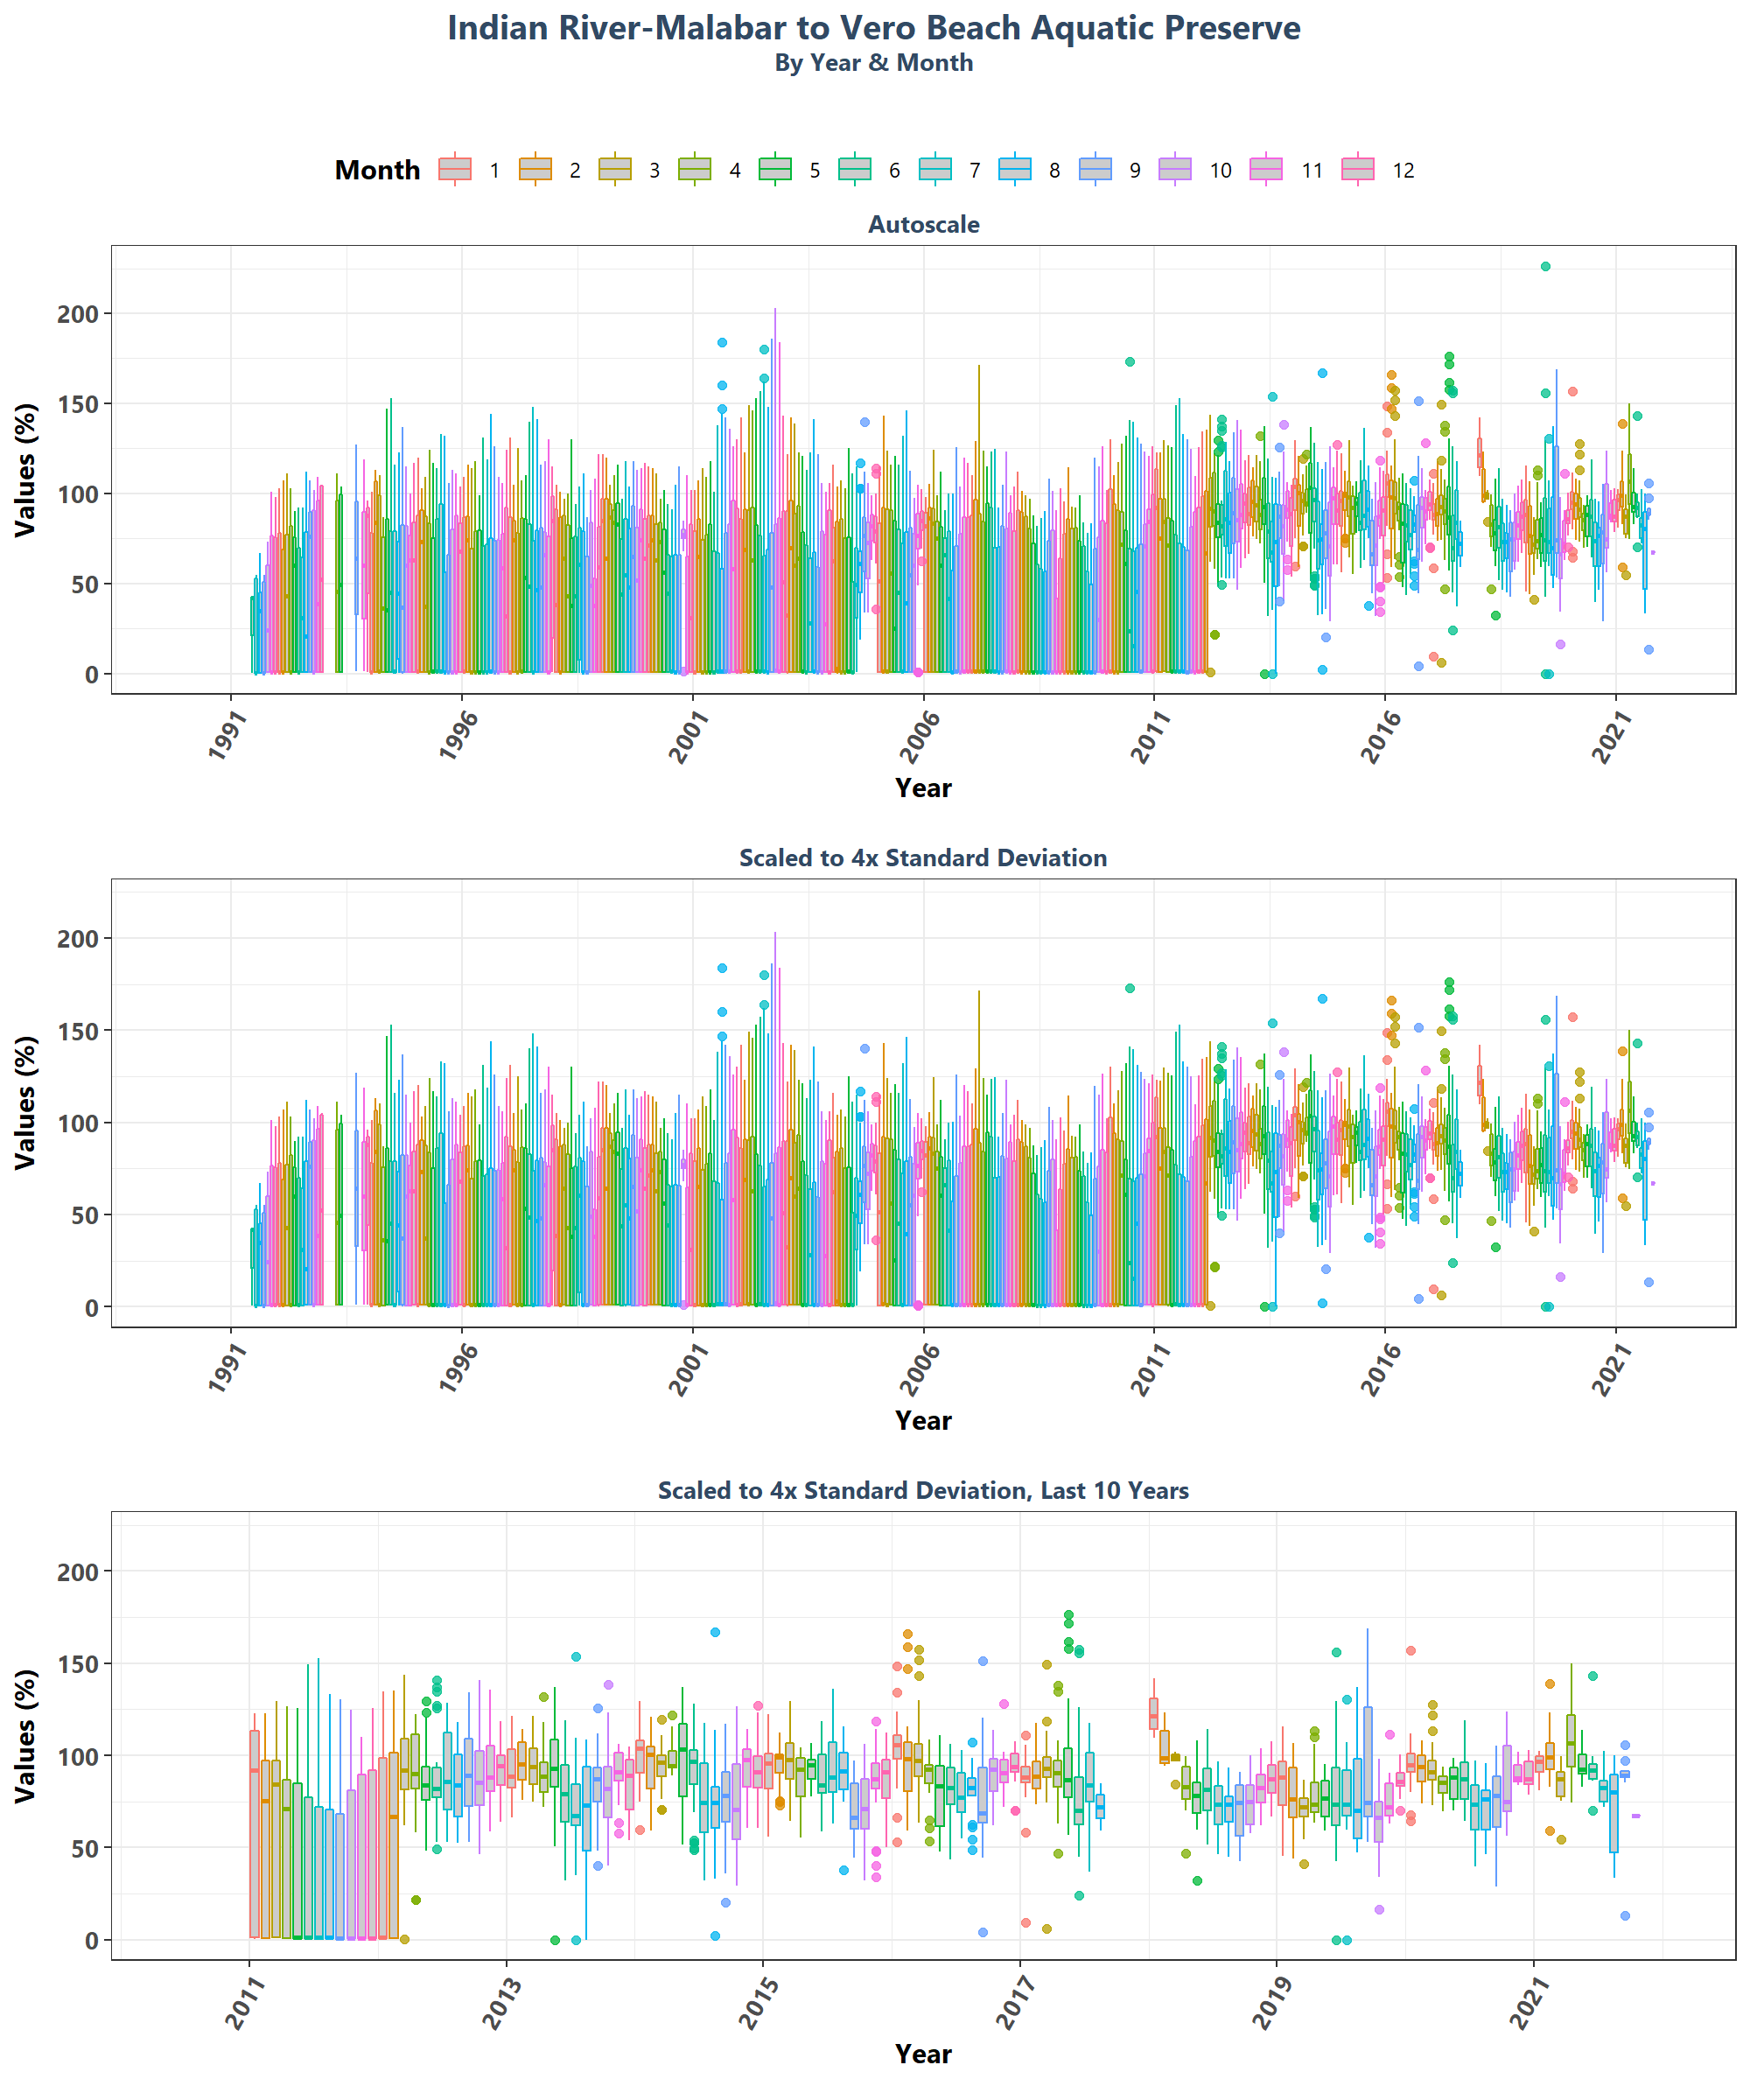 Indian River-Malabar to Vero Beach Aquatic Preserve
By Year & Month
Month 1 2 3 4 5 6 7 8 9 10 11 12
Autoscale
Values (%)
200
150
100
50
0
1991 1996 2001 2006 2011 2016 2021
Year
Scaled to 4x Standard Deviation
Values (%)
200
150
100
50
0
1991 1996 2001 2006 2011 2016 2021
Year
Scaled to 4x Standard Deviation, Last 10 Years
Values (%)
200
150
100
50
0
2011 2013 2015 2017 2019 2021
Year